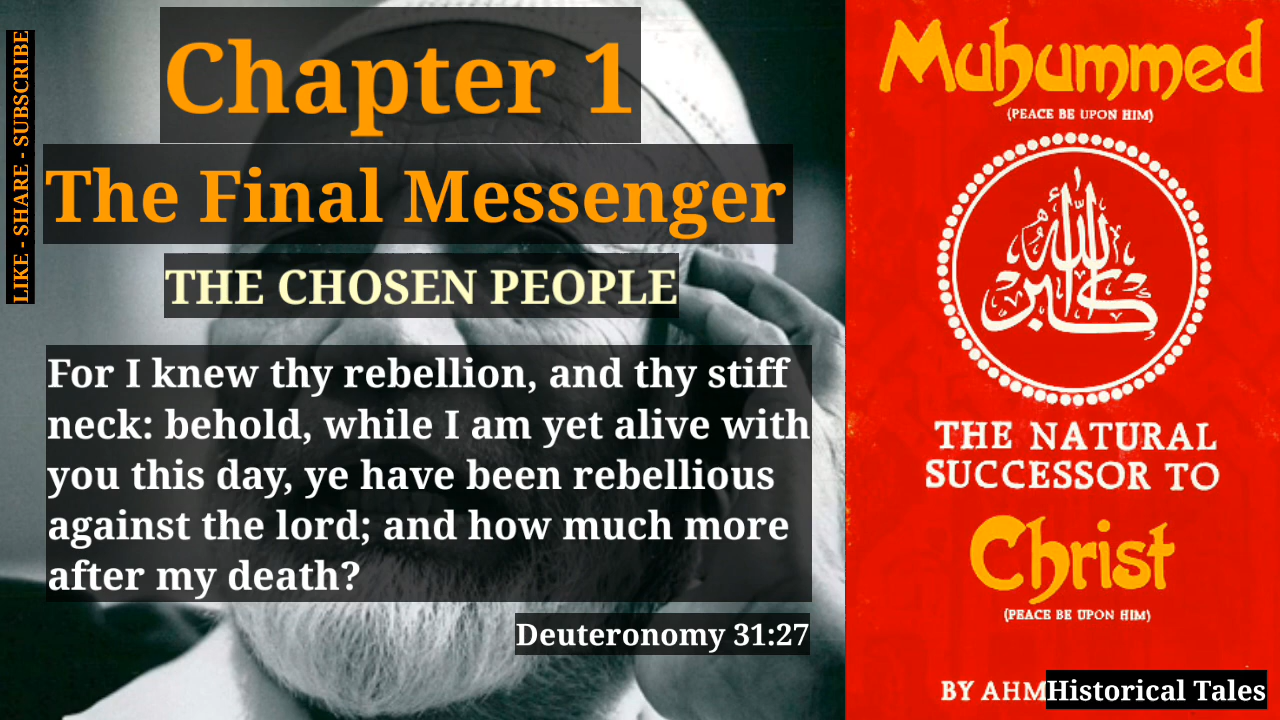 LIKE - SHARE - SUBSCRIBE
Chapter 1
The Final Messenger
THE CHOSEN PEOPLE
For I knew thy rebellion, and thy stiff
neck: behold, while I am yet alive with
you this day, ye have been rebellious
against the lord; and how much more
after my death?
Deuteronomy 31:27
Muhummed
(PEACE BE UPON HIM)
الله أكبر
THE NATURAL
SUCCESSOR TO
Christ
(PEACE BE UPON HIM)
BY
Historical Tales